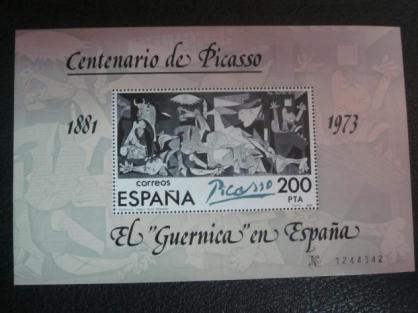 Centenario de Picasso
1881
1973
correos
ESPAÑA
Picasso
200
PTA
El "Guernica" en España
№ 1244342